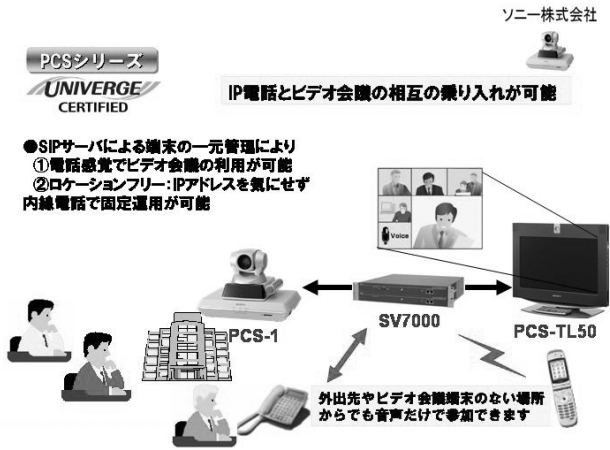 ソニー株式会社
PCSシリーズ
UNIVERGE
CERTIFIED
IP電話とビデオ会議の相互の乗り入れが可能
●SIPサーバによる端末の一元管理により
①電話感覚でビデオ会議の利用が可能
②ロケーションフリー：IPアドレスを気にせず
内線電話で固定運用が可能
Voice
PCS-1
SV7000
PCS-TL50
外出先やビデオ会議端末のない場所
からでも音声だけで参加できます